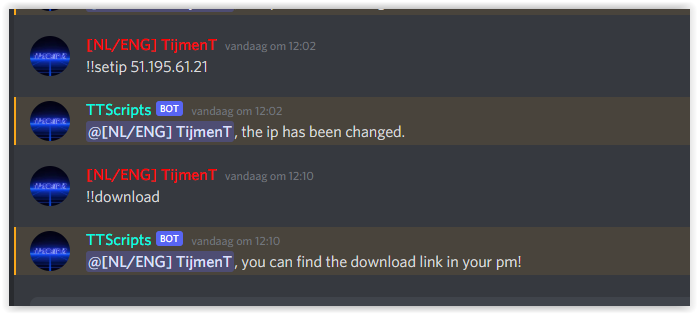 [NL/ENG] TijmenT vandaag om 12:02
!!setip 51.195.61.21
TTScripts BOT vandaag om 12:02
@[NL/ENG] TijmenT, the ip has been changed.
[NL/ENG] TijmenT vandaag om 12:10
!!download
TTScripts BOT vandaag om 12:10
@[NL/ENG] TijmenT, you can find the download link in your pm!